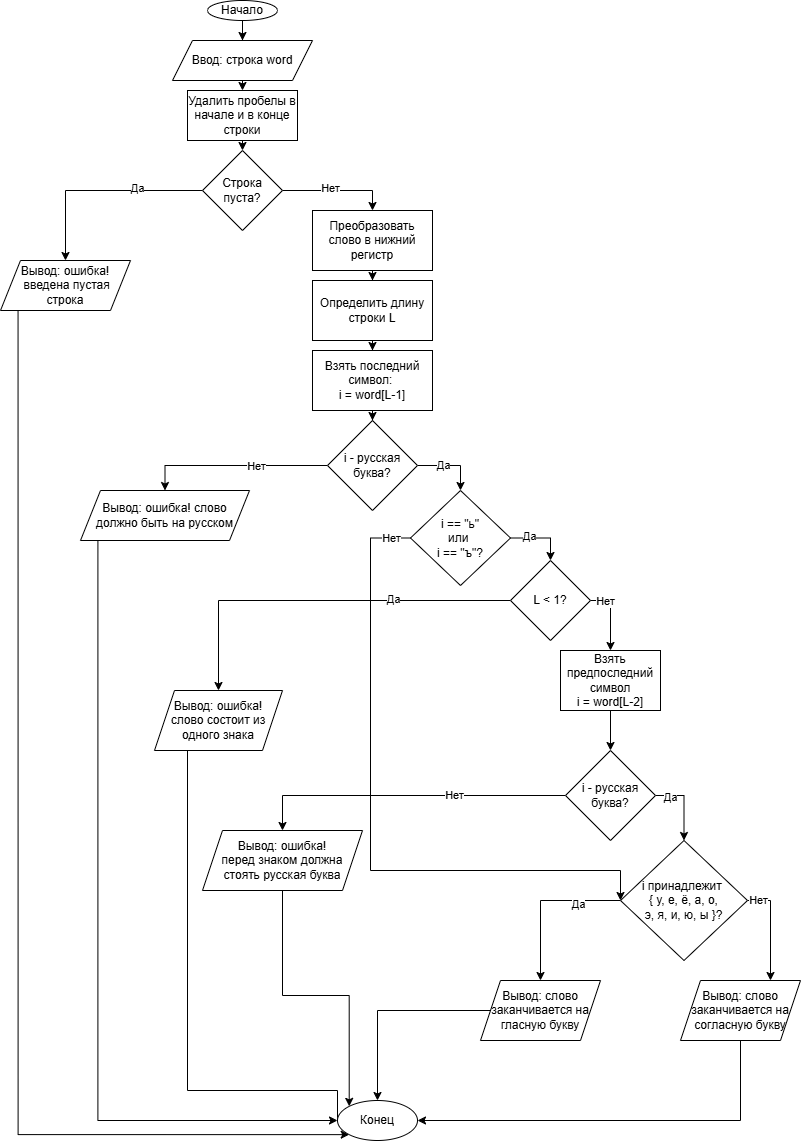 Начало
Ввод: строка word
Удалить пробелы в
начале и в конце
строки
Строка
пуста?
Да
Нет
Вывод: ошибка!
введена пустая
строка
Преобразовать
слово в нижний
регистр
Определить длину
строки L
Взять последний
символ:
i = word[L-1]
i - русская
буква?
Нет
Да
Вывод: ошибка! слово
должно быть на русском
i == "ь"
или
i == "ъ"?
Нет
Да
L < 1?
Да
Нет
Вывод: ошибка!
слово состоит из
одного знака
Взять
предпоследний
символ
i = word[L-2]
i - русская
буква?
Нет
Да
Вывод: ошибка!
перед знаком должна
стоять русская буква
i принадлежит
{ у, е, ё, а, о,
э, я, и, ю, ы }?
Да
Нет
Вывод: слово
заканчивается на
гласную букву
Вывод: слово
заканчивается на
согласную букву
Конец